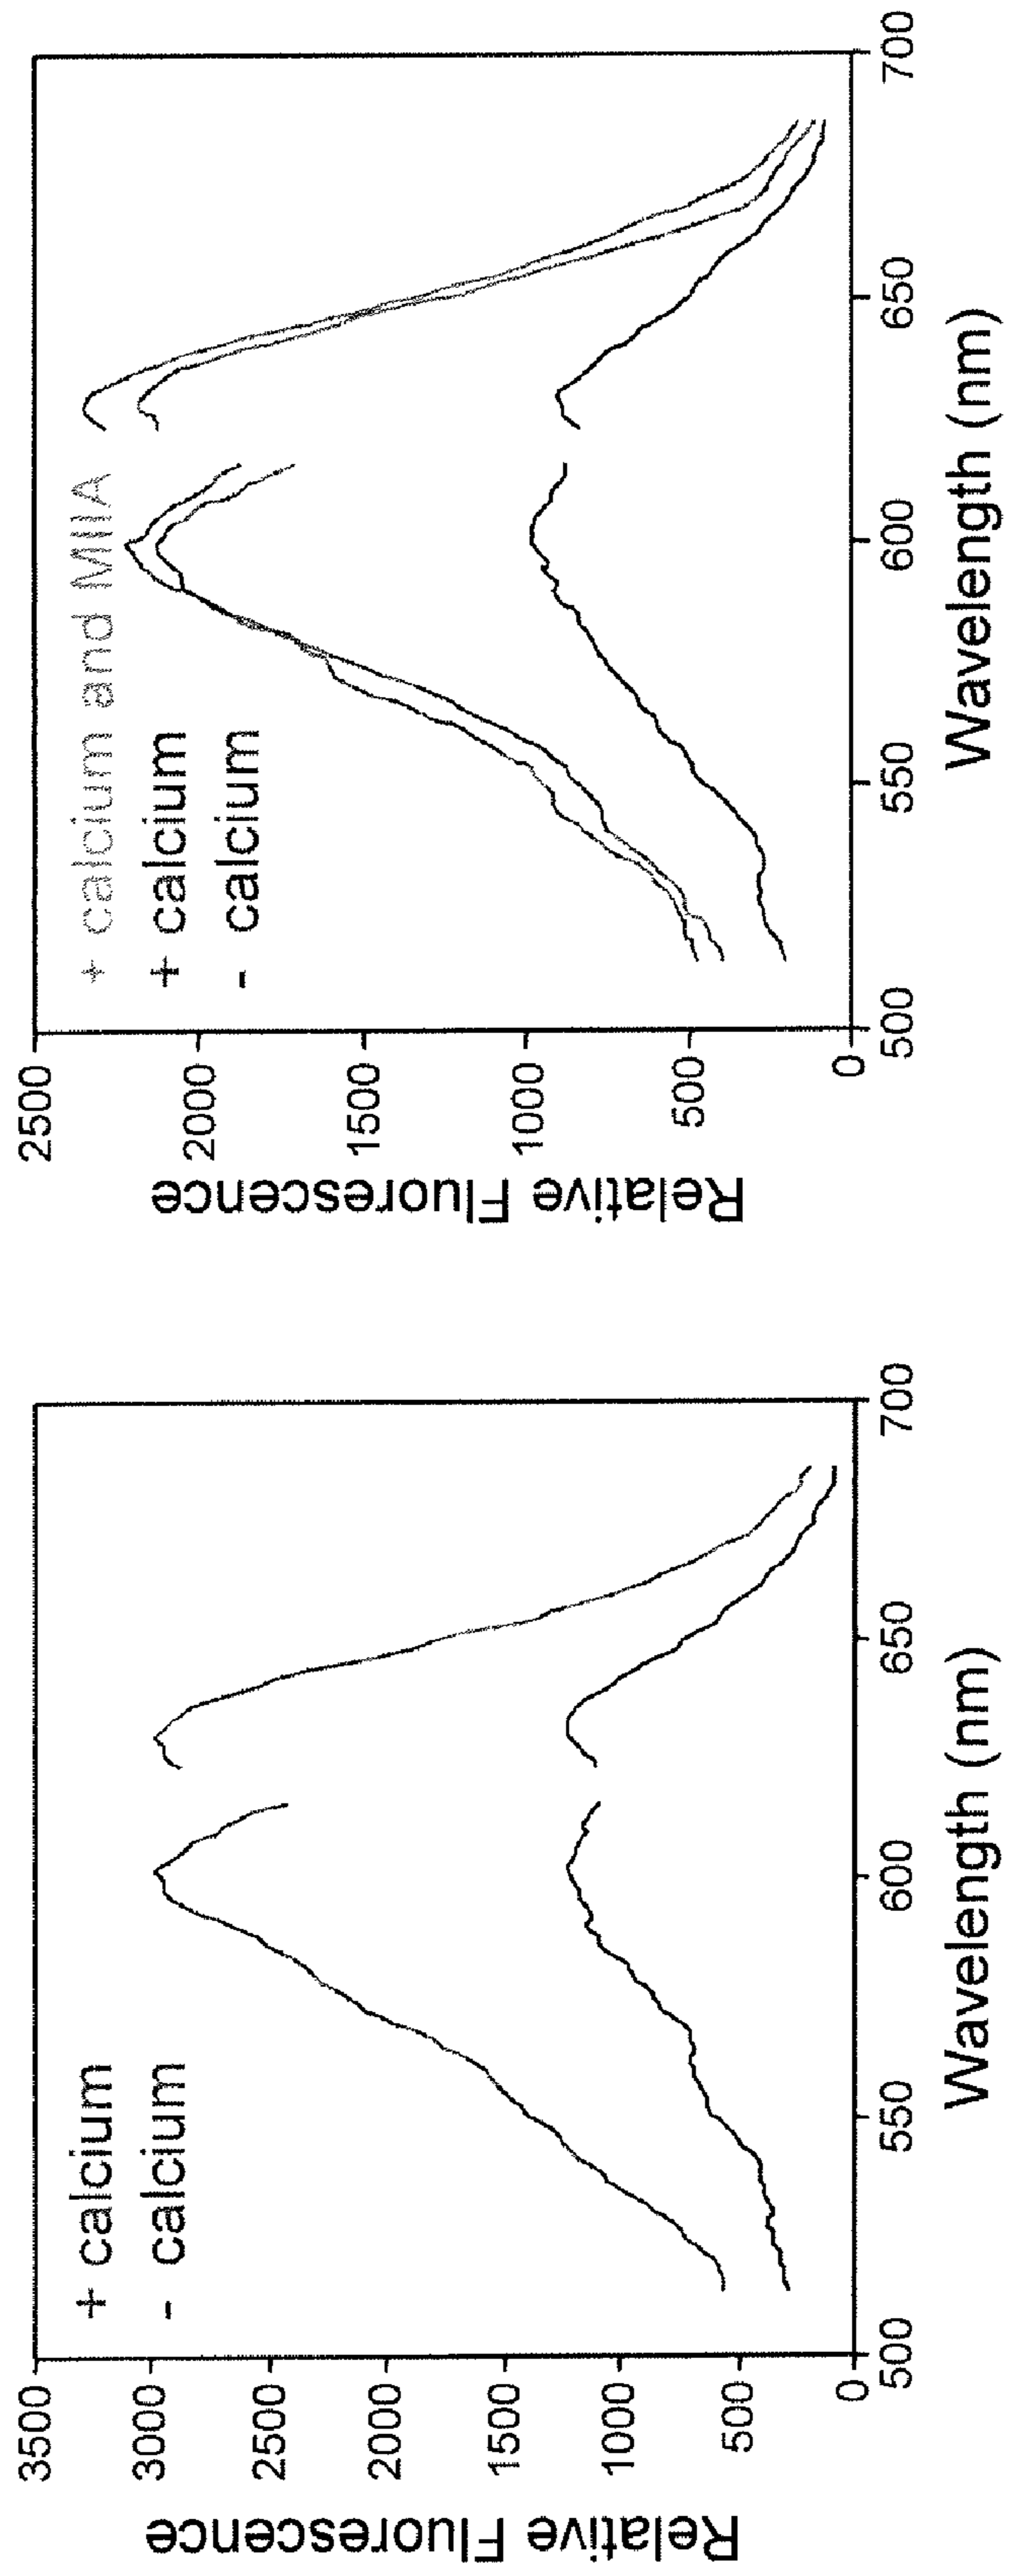 + calcium
- calcium
3500
3000
2500
2000
1500
1000
500
0
Relative Fluorescence
500
550
600
650
700
Wavelength (nm)
+ calcium and MIIA
+ calcium
- calcium
2500
2000
1500
1000
500
0
Relative Fluorescence
500
550
600
650
700
Wavelength (nm)